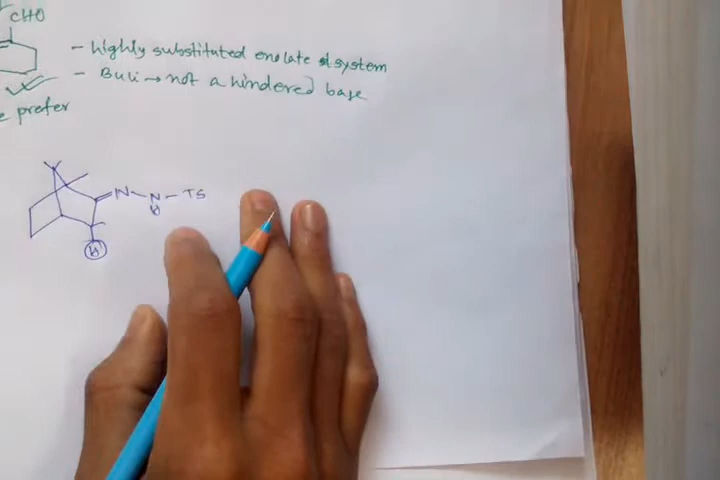 CHO
- highly substituted enolate system
- BuLi → not a hindered base
prefer
N - N - TS
H
H